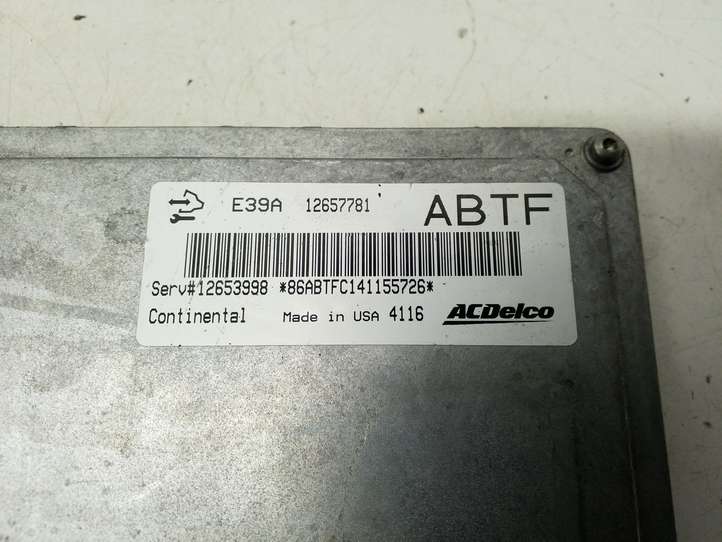 E39A 12657781 ABTF
Serv#12653998 *86ABTFC141155726*
Continental Made in USA 4116 ACDelco